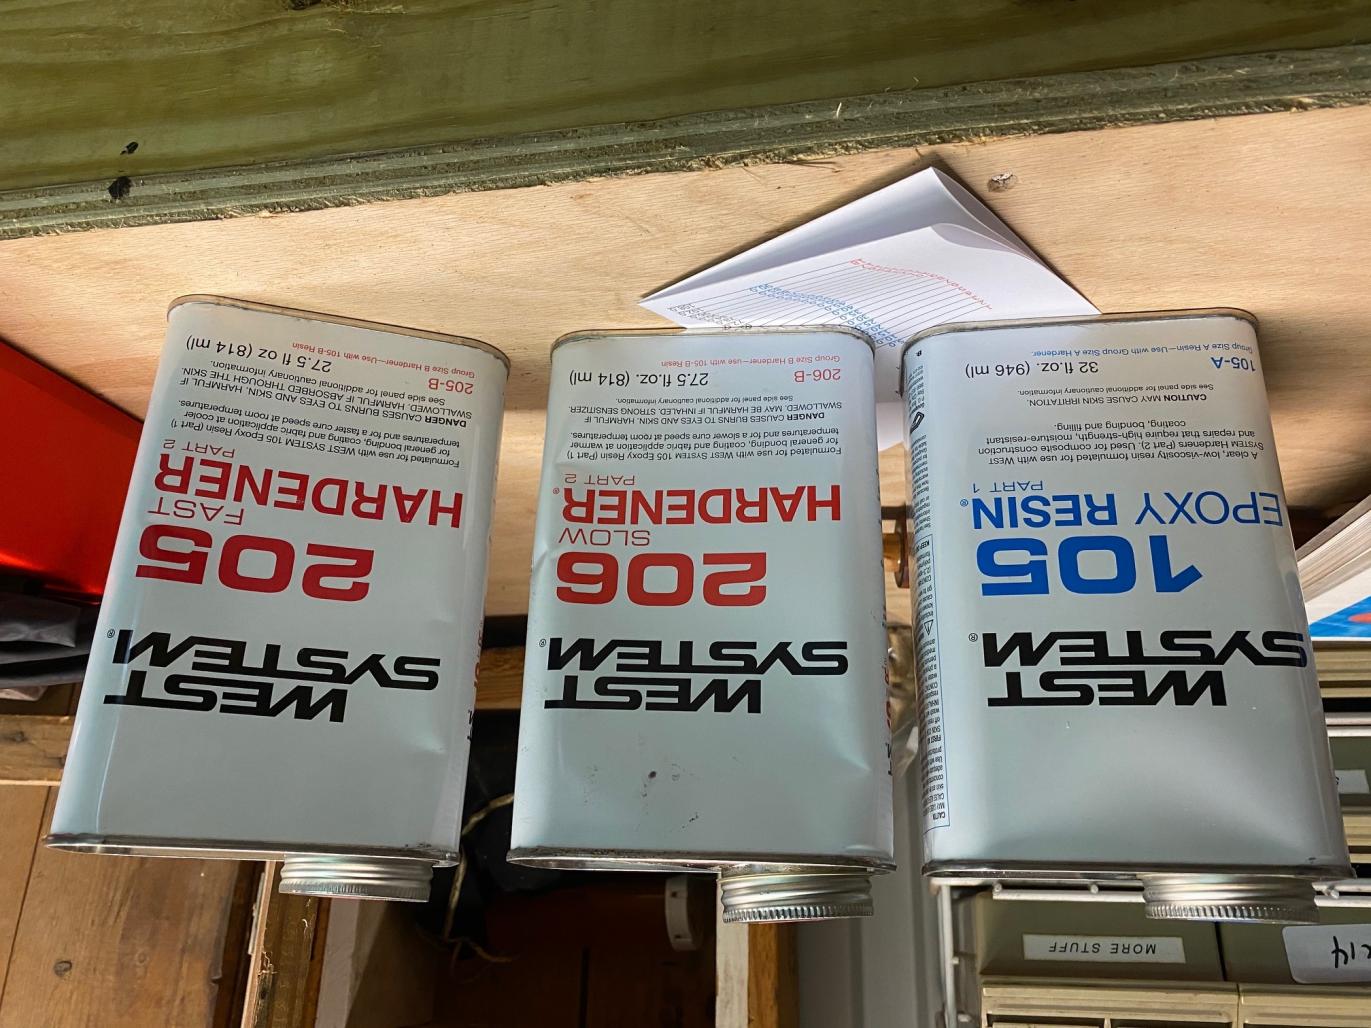 WEST
SYSTEM®
105
EPOXY RESIN®
PART 1
A clear, low-viscosity resin formulated for use with WEST
SYSTEM Hardeners (Part 2). Used for composite construction
and repairs that require high-strength, moisture-resistant
coating, bonding and filling.
CAUTION MAY CAUSE SKIN IRRITATION.
See side panel for additional cautionary information.
105-A
32 fl.oz. (946 ml)
Group Size A Resin—Use with Group Size A Hardener.
WEST
SYSTEM®
206
SLOW
HARDENER®
PART 2
Formulated for use with WEST SYSTEM 105 Epoxy Resin (Part 1)
for general bonding, coating and fabric application at warmer
temperatures and for a slower cure speed at room temperatures.
DANGER CAUSES BURNS TO EYES AND SKIN. HARMFUL IF
SWALLOWED. MAY BE HARMFUL IF INHALED. STRONG SENSITIZER.
See side panel for additional cautionary information.
206-B
27.5 fl.oz. (814 ml)
Group Size B Hardener—use with 105-B Resin
WEST
SYSTEM®
205
FAST
HARDENER
PART 2
Formulated for use with WEST SYSTEM 105 Epoxy Resin (Part 1)
for general bonding, coating and fabric application at cooler
temperatures and for a faster cure speed at room temperatures.
DANGER CAUSES BURNS TO EYES AND SKIN. HARMFUL IF
SWALLOWED. HARMFUL IF ABSORBED THROUGH THE SKIN.
See side panel for additional cautionary information.
205-B
27.5 fl oz (814 ml)
Group Size B Hardener—Use with 105-B Resin
MORE STUFF
14